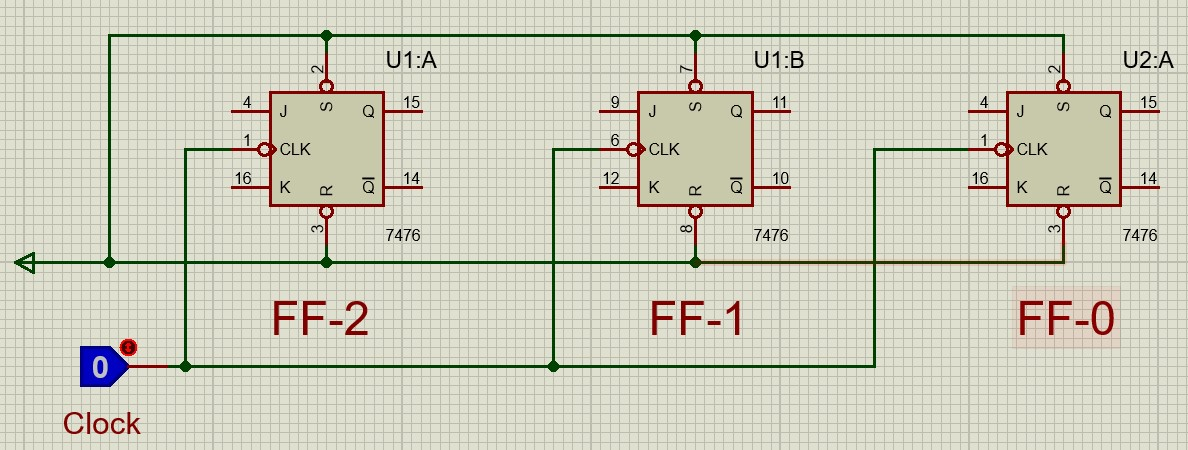 U1:A
U1:B
U2:A
2
7
2
4
J
S
Q
15
9
J
S
Q
11
4
J
S
Q
15
1
CLK
6
CLK
1
CLK
16
K
R
Q
14
12
K
R
Q
10
16
K
R
Q
14
3
7476
8
7476
3
7476
FF-2
FF-1
FF-0
0
Clock